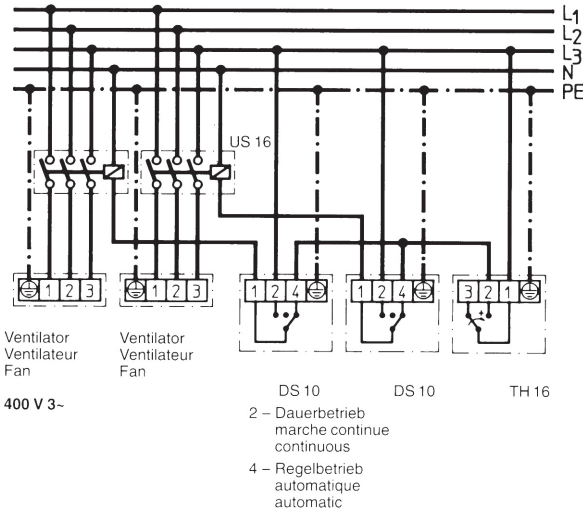 L1
L2
L3
N
PE
US 16
1 2 3
1 2 3
1 2 4
1 2 4
3 2 1
+
Ventilator
Ventilateur
Fan
400 V 3~
Ventilator
Ventilateur
Fan
DS 10
DS 10
TH 16
2 – Dauerbetrieb
marche continue
continuous
4 – Regelbetrieb
automatique
automatic